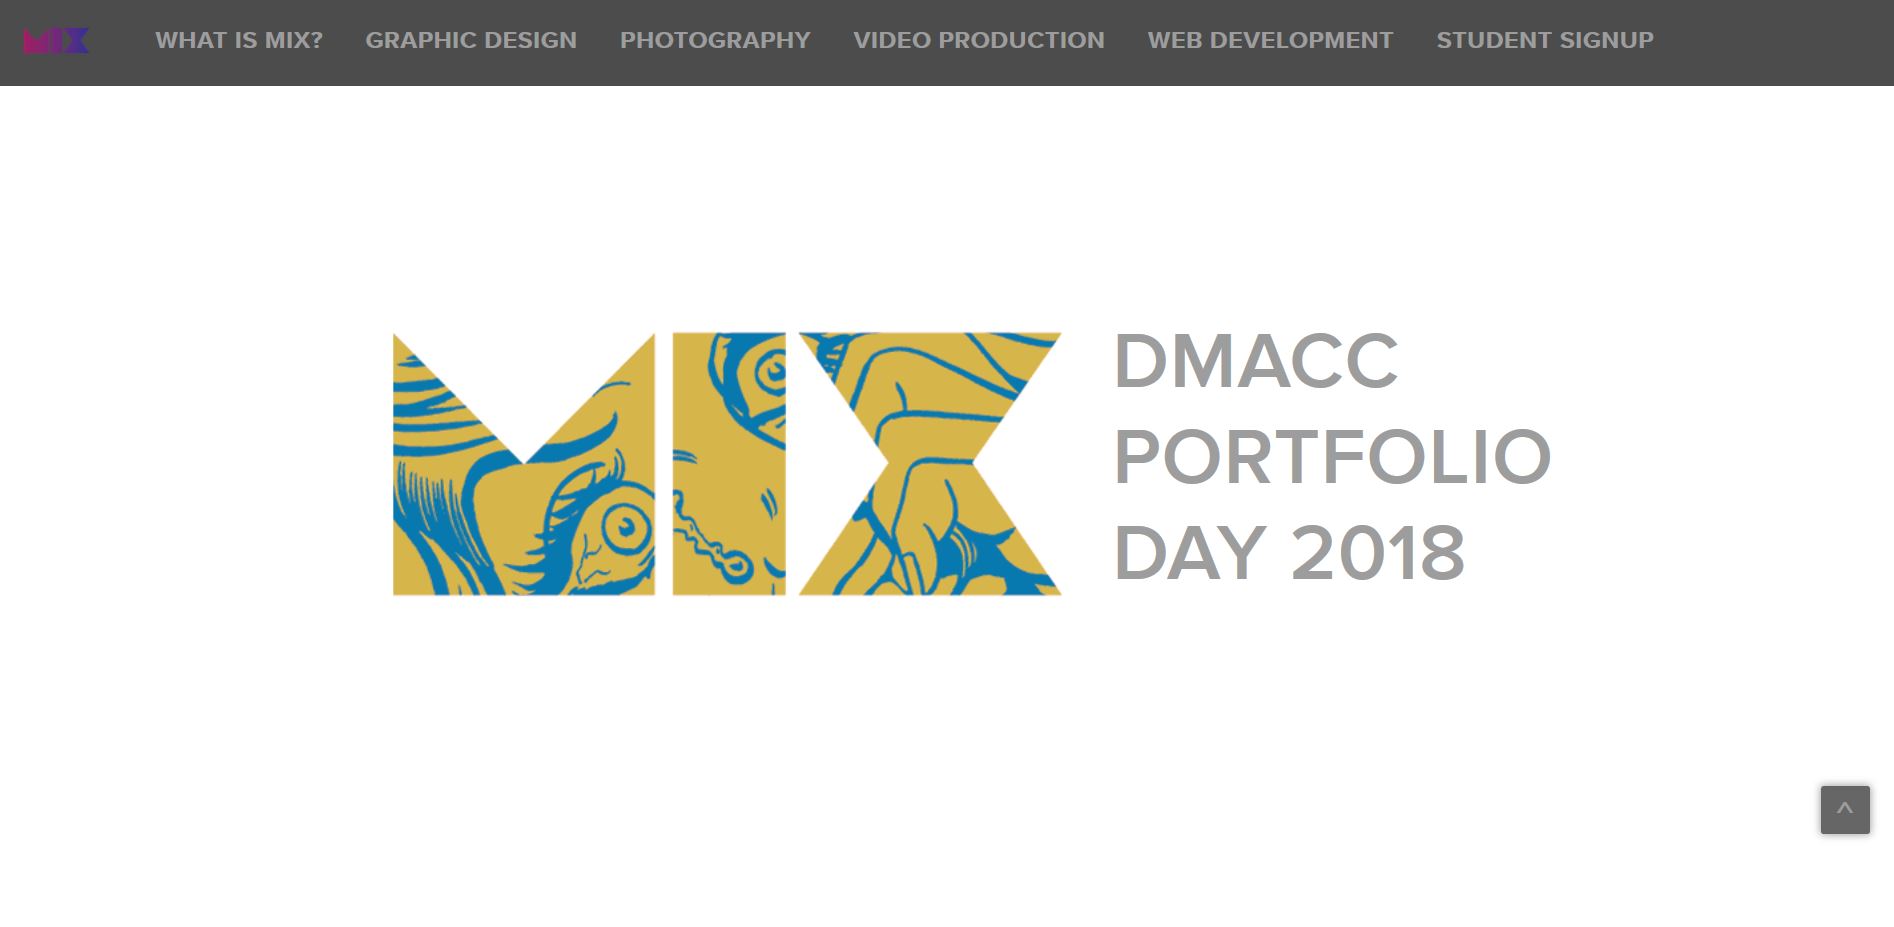 MIX WHAT IS MIX? GRAPHIC DESIGN PHOTOGRAPHY VIDEO PRODUCTION WEB DEVELOPMENT STUDENT SIGNUP
MIX
DMACC
PORTFOLIO
DAY 2018
^